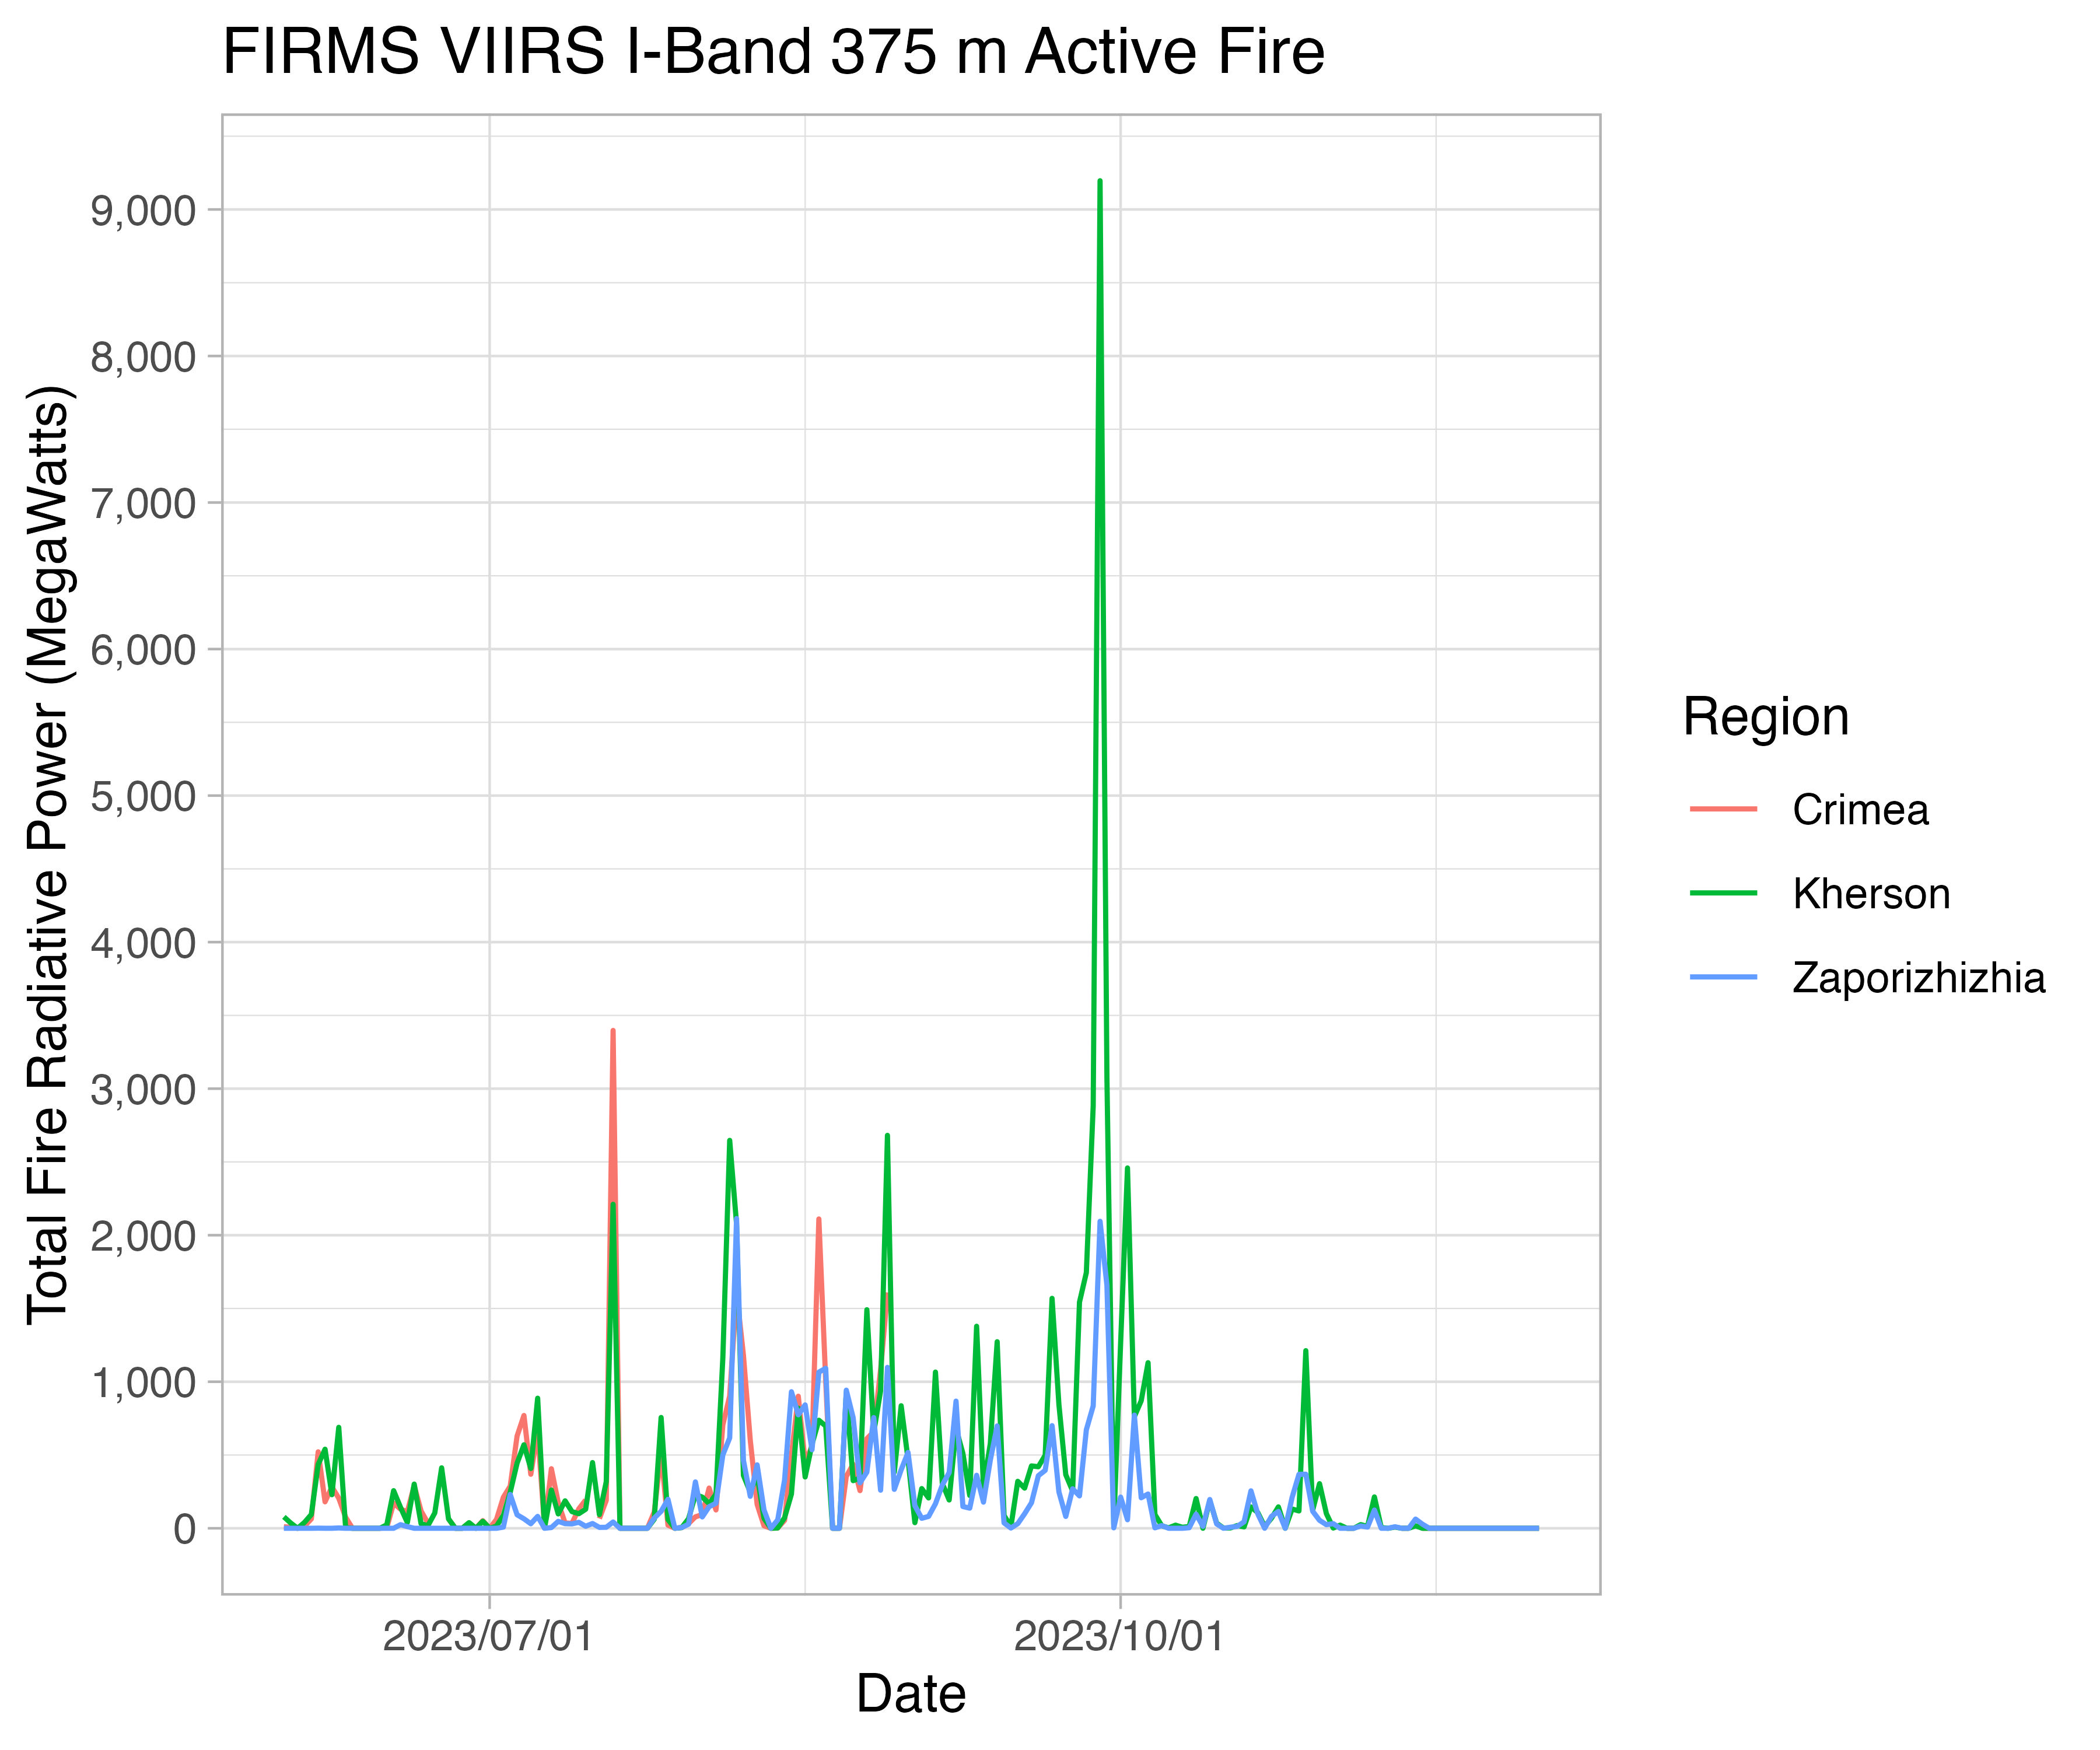 FIRMS VIIRS I-Band 375 m Active Fire
Total Fire Radiative Power (MegaWatts)
9,000
8,000
7,000
6,000
5,000
4,000
3,000
2,000
1,000
0
2023/07/01
2023/10/01
Date
Region
Crimea
Kherson
Zaporizhizhia